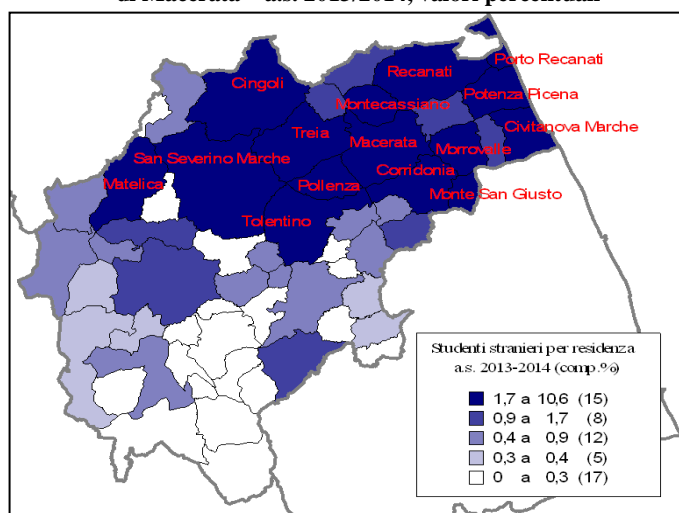 di Macerata – a.s. 2013/2014, valori percentuali
Porto Recanati
Recanati
Cingoli
Potenza Picena
Montecassiano
Civitanova Marche
Treia
Macerata
Morrovalle
San Severino Marche
Corridonia
Matelica
Pollenza
Monte San Giusto
Tolentino
Studenti stranieri per residenza
a.s. 2013-2014 (comp.%)
1,7 a 10,6 (15)
0,9 a 1,7 (8)
0,4 a 0,9 (12)
0,3 a 0,4 (5)
0 a 0,3 (17)